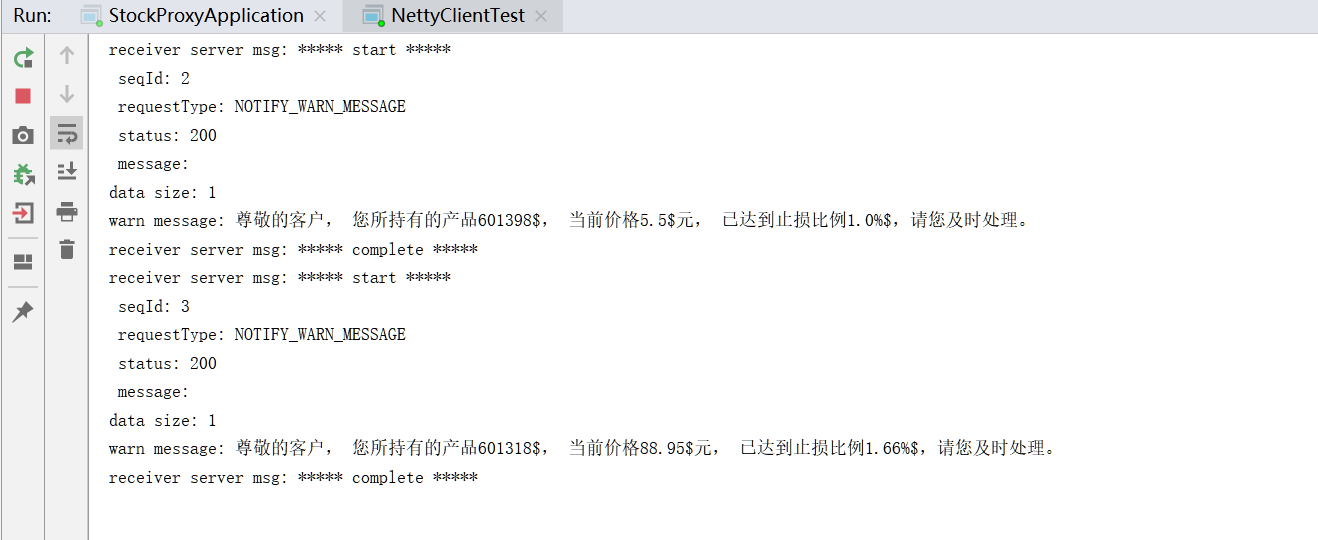 Run: StockProxyApplication NettyClientTest
receiver server msg: ***** start *****
seqId: 2
requestType: NOTIFY_WARN_MESSAGE
status: 200
message:
data size: 1
warn message: 尊敬的客户， 您所持有的产品601398$， 当前价格5.5$元， 已达到止损比例1.0%$，请您及时处理。
receiver server msg: ***** complete *****
receiver server msg: ***** start *****
seqId: 3
requestType: NOTIFY_WARN_MESSAGE
status: 200
message:
data size: 1
warn message: 尊敬的客户， 您所持有的产品601318$， 当前价格88.95$元， 已达到止损比例1.66%$，请您及时处理。
receiver server msg: ***** complete *****